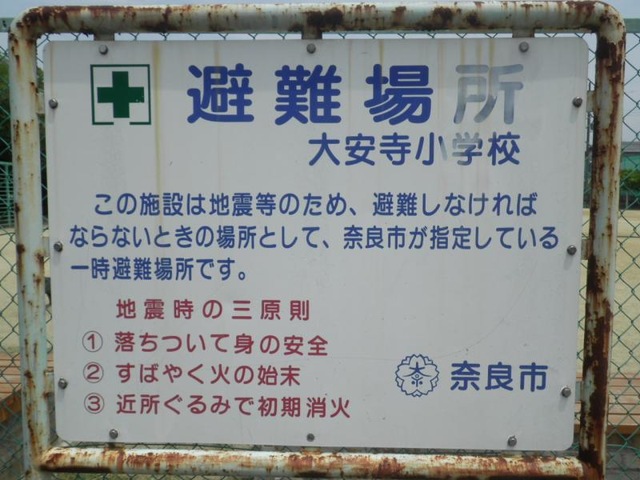 避難場所
大安寺小学校
この施設は地震等のため、避難しなければ
ならないときの場所として、奈良市が指定している
一時避難場所です。
地震時の三原則
① 落ちついて身の安全
② すばやく火の始末
③ 近所ぐるみで初期消火
奈良市